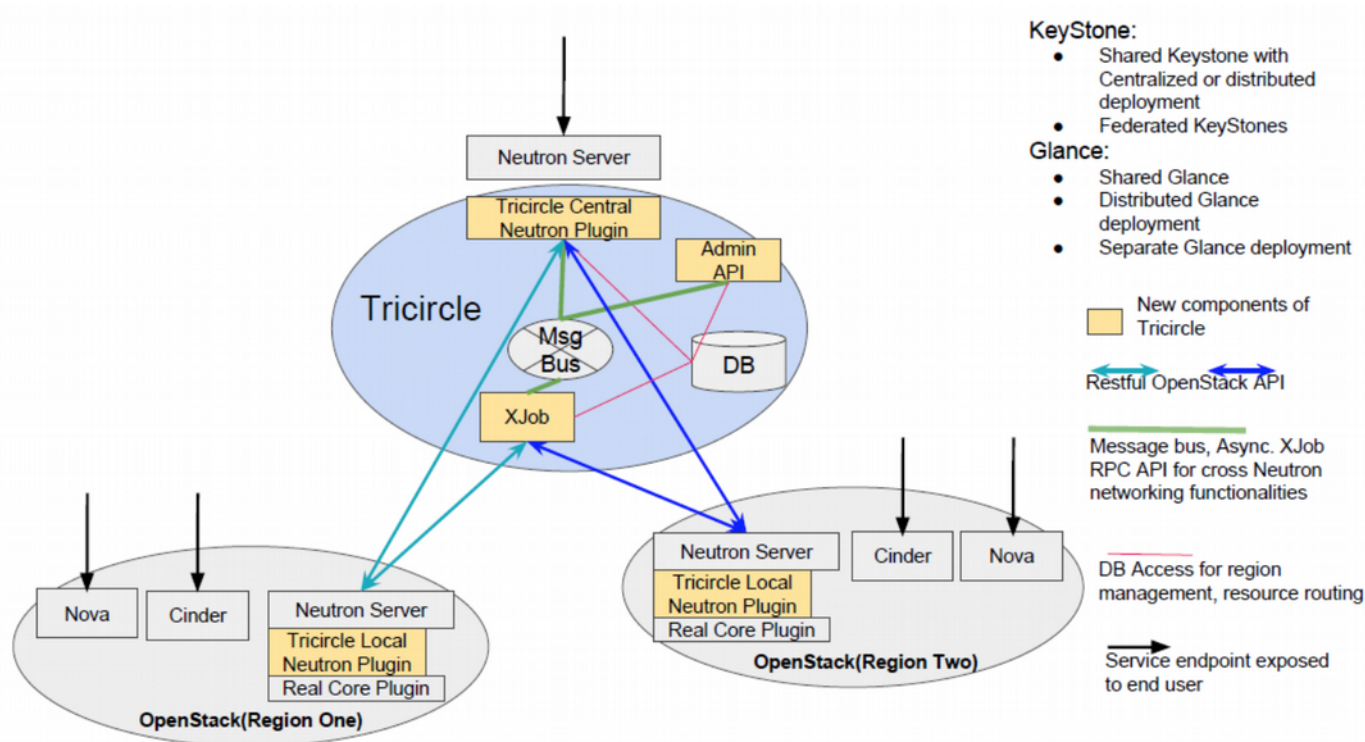 Neutron Server
Tricircle Central
Neutron Plugin
Admin
API
Tricircle
Msg
Bus
DB
XJob
Nova
Cinder
Neutron Server
Tricircle Local
Neutron Plugin
Real Core Plugin
OpenStack(Region One)
Neutron Server
Tricircle Local
Neutron Plugin
Real Core Plugin
Cinder
Nova
OpenStack(Region Two)
KeyStone:
● Shared Keystone with
Centralized or distributed
deployment
● Federated KeyStones
Glance:
● Shared Glance
● Distributed Glance
deployment
● Separate Glance deployment
New components of
Tricircle
Restful OpenStack API
Message bus, Async. XJob
RPC API for cross Neutron
networking functionalities
DB Access for region
management, resource routing
Service endpoint exposed
to end user